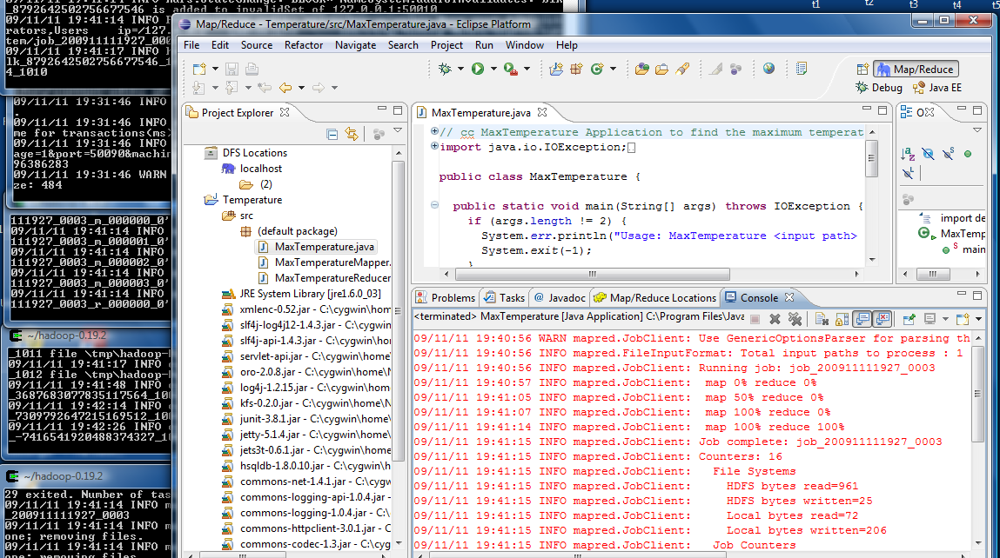 t1 t2 t3 t4 t5
_8792642502756677546 is added to invalidSet of 127.0.0.1:50010
09/11/11 19:41:14 INFO
rators,Users ip=/127.
tem/job_200911111927_000
09/11/11 19:41:17 INFO
lk_8792642502756677546_1
4_1010
09/11/11 19:31:46 INFO
.
09/11/11 19:31:46 INFO
me for transactions(ms)
09/11/11 19:31:46 INFO
age=1&port=50090&machin
96386283
09/11/11 19:31:46 WARN
ze: 484
111927_0003_m_000000_0'
09/11/11 19:41:14 INFO
111927_0003_m_000001_0'
09/11/11 19:41:14 INFO
111927_0003_m_000002_0'
09/11/11 19:41:14 INFO
111927_0003_m_000003_0'
09/11/11 19:41:14 INFO
111927_0003_r_000000_0'
~/hadoop-0.19.2
_1011 file \tmp\hadoop-
09/11/11 19:41:17 INFO
_1012 file \tmp\hadoop-
09/11/11 19:41:48 INFO
_3687683077835117564_10
09/11/11 19:42:14 INFO
_7309792647215169512_10
09/11/11 19:42:26 INFO
_-7416541920488374327_1
~/hadoop-0.19.2
29 exited. Number of tas
09/11/11 19:41:14 INFO m
_200911111927_0003
09/11/11 19:41:14 INFO m
one; removing files.
09/11/11 19:41:14 INFO m
one; removing files
Map/Reduce - Temperature/src/MaxTemperature.java - Eclipse Platform
File Edit Source Refactor Navigate Search Project Run Window Help
Map/Reduce
Debug Java EE
Project Explorer
DFS Locations
localhost
(2)
Temperature
src
(default package)
MaxTemperature.java
MaxTemperatureMapper.
MaxTemperatureReducer
JRE System Library [jre1.6.0_03]
xmlenc-0.52.jar - C:\cygwin\hom
slf4j-log4j12-1.4.3.jar - C:\cygw
slf4j-api-1.4.3.jar - C:\cygwin\ho
servlet-api.jar - C:\cygwin\home
oro-2.0.8.jar - C:\cygwin\home\N
log4j-1.2.15.jar - C:\cygwin\hom
kfs-0.2.0.jar - C:\cygwin\home\N
junit-3.8.1.jar - C:\cygwin\home\
jetty-5.1.4.jar - C:\cygwin\home\
jets3t-0.6.1.jar - C:\cygwin\hom
hsqldb-1.8.0.10.jar - C:\cygwin\
commons-net-1.4.1.jar - C:\cygw
commons-logging-api-1.0.4.jar -
commons-logging-1.0.4.jar - C:\
commons-httpclient-3.0.1.jar - C
commons-codec-1.3.jar - C:\cyg
MaxTemperature.java
// cc MaxTemperature Application to find the maximum temperat
import java.io.IOException;
public class MaxTemperature {
public static void main(String[] args) throws IOException {
if (args.length != 2) {
System.err.println("Usage: MaxTemperature <input path>
System.exit(-1);
}
O
import de
MaxTemp
main
Problems Tasks @ Javadoc Map/Reduce Locations Console
<terminated> MaxTemperature [Java Application] C:\Program Files\Java
09/11/11 19:40:56 WARN mapred.JobClient: Use GenericOptionsParser for parsing th
09/11/11 19:40:56 INFO mapred.FileInputFormat: Total input paths to process : 1
09/11/11 19:40:56 INFO mapred.JobClient: Running job: job_200911111927_0003
09/11/11 19:40:57 INFO mapred.JobClient: map 0% reduce 0%
09/11/11 19:41:05 INFO mapred.JobClient: map 50% reduce 0%
09/11/11 19:41:07 INFO mapred.JobClient: map 100% reduce 0%
09/11/11 19:41:14 INFO mapred.JobClient: map 100% reduce 100%
09/11/11 19:41:15 INFO mapred.JobClient: Job complete: job_200911111927_0003
09/11/11 19:41:15 INFO mapred.JobClient: Counters: 16
09/11/11 19:41:15 INFO mapred.JobClient: File Systems
09/11/11 19:41:15 INFO mapred.JobClient: HDFS bytes read=961
09/11/11 19:41:15 INFO mapred.JobClient: HDFS bytes written=25
09/11/11 19:41:15 INFO mapred.JobClient: Local bytes read=72
09/11/11 19:41:15 INFO mapred.JobClient: Local bytes written=206
09/11/11 19:41:15 INFO mapred.JobClient: Job Counters